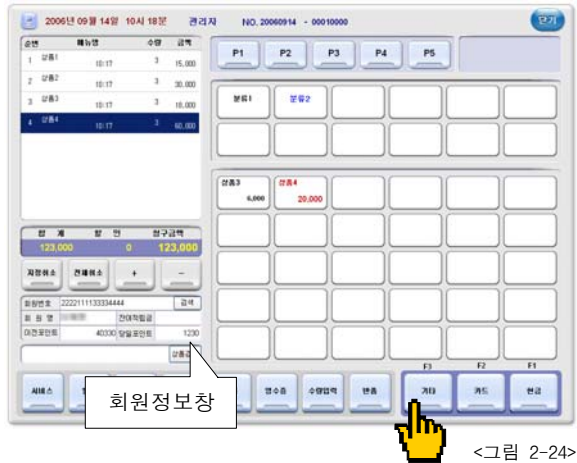 2006년 09월 14일 10시 18분 관리자 NO. 20060914 - 00010000 닫기
순번 메뉴명 수량 금액
1 상품1 10:17 3 15,000
2 상품2 10:17 3 30,000
3 상품3 10:17 3 18,000
4 상품4 10:17 3 60,000
P1 P2 P3 P4 P5
분류1 분류2
상품3 상품4
6,000 20,000
합 계 할 인 청구금액
123,000 0 123,000
지정취소 전체취소 + -
회원번호 2222111133334444 검색
회 원 명 잔여적립금
이전포인트 40330 당일포인트 1230
F3 F2 F1
서비스 영수증 수량입력 반품 기타 카드 현금
회원정보창
<그림 2-24>